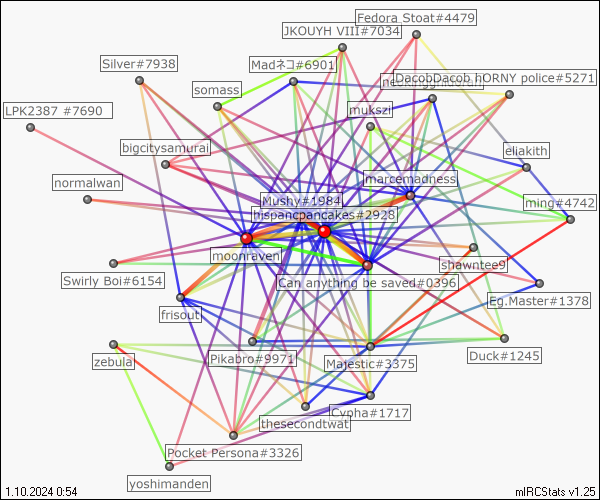 Fedora Stoat#4479
JKOUYH VIII#7034
Silver#7938
Madネコ#6901
DacobDacob hORNY police#5271
somass
LPK2387 #7690
mukszi
bigcitysamurai
eliakith
marcemadness
normalwan
Mushy#1984
ming#4742
hispancpancakes#2928
moonraven
shawntee9
Swirly Boi#6154
Can anything be saved#0396
Eg.Master#1378
frisout
zebula
Pikabro#9971
Majestic#3375
Duck#1245
Cypha#1717
thesecondtwat
Pocket Persona#3326
yoshimanden
1.10.2024 0:54
mIRCStats v1.25